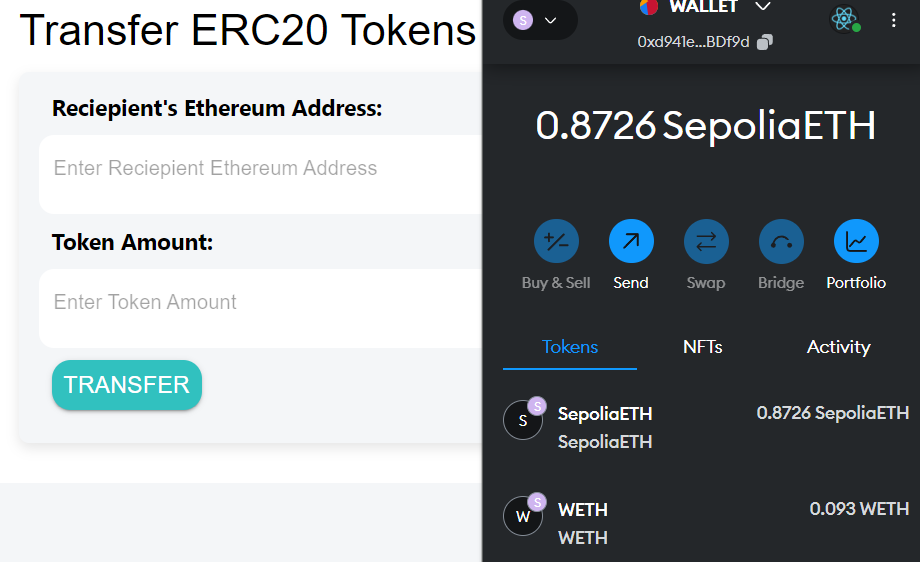 Transfer ERC20 Tokens
Reciepient's Ethereum Address:
Enter Reciepient Ethereum Address
Token Amount:
Enter Token Amount
TRANSFER
S
WALLET
0xd941e...BDf9d
0.8726 SepoliaETH
Buy & Sell Send Swap Bridge Portfolio
Tokens NFTs Activity
S
S
SepoliaETH 0.8726 SepoliaETH
SepoliaETH
S
W
WETH 0.093 WETH
WETH